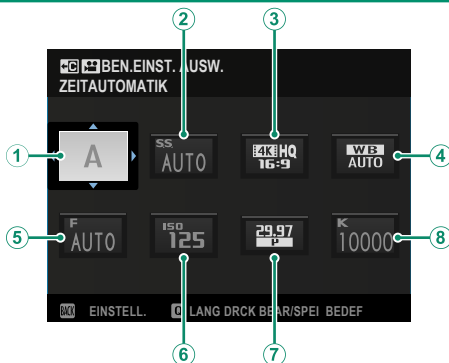 C BEN.EINST. AUSW.
ZEITAUTOMATIK
1 2 3 4
A
S.S. AUTO
4K HQ
16:9
WB
AUTO
5 6 7 8
F AUTO
ISO 125
29.97
P
K 10000
BACK EINSTELL. Q LANG DRCK BEAR/SPEI BEDEF